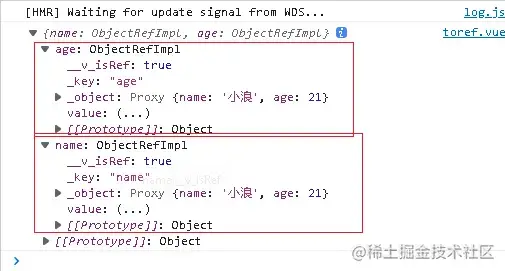 [HMR] Waiting for update signal from WDS... log.js
toref.vue
▼ {name: ObjectRefImpl, age: ObjectRefImpl} i
▼ age: ObjectRefImpl
__v_isRef: true
_key: "age"
▶ _object: Proxy {name: '小浪', age: 21}
value: (...)
▶ [[Prototype]]: Object
▼ name: ObjectRefImpl
__v_isRef: true
_key: "name"
▶ _object: Proxy {name: '小浪', age: 21}
value: (...)
▶ [[Prototype]]: Object
▶ [[Prototype]]: Object
>
@稀土掘金技术社区